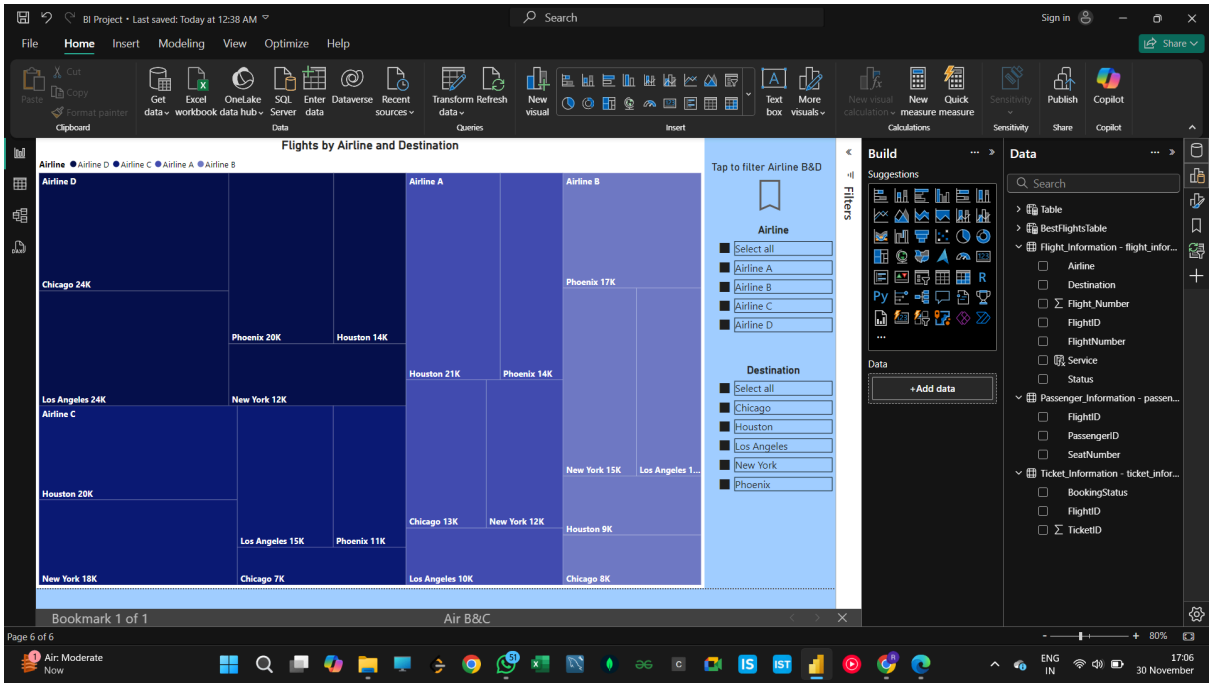 BI Project • Last saved: Today at 12:38 AM
Search
Sign in
File Home Insert Modeling View Optimize Help
Share
Paste
Cut
Copy
Format painter
Clipboard
Get data
Excel workbook
OneLake data hub
SQL Server
Enter data
Dataverse
Recent sources
Data
Transform data
Refresh
Queries
New visual
Text box
More visuals
Insert
New visual calculation
New measure
Quick measure
Calculations
Sensitivity
Sensitivity
Publish
Share
Copilot
Copilot
Flights by Airline and Destination
Airline Airline D Airline C Airline A Airline B
Airline D
Chicago 24K
Los Angeles 24K
Phoenix 20K
Houston 14K
New York 12K
Airline C
Houston 20K
New York 18K
Los Angeles 15K
Phoenix 11K
Chicago 7K
Airline A
Houston 21K
Phoenix 14K
Chicago 13K
New York 12K
Los Angeles 10K
Airline B
Phoenix 17K
New York 15K
Los Angeles 1...
Houston 9K
Chicago 8K
Tap to filter Airline B&D
Airline
Select all
Airline A
Airline B
Airline C
Airline D
Destination
Select all
Chicago
Houston
Los Angeles
New York
Phoenix
Filters
Build
Suggestions
R
Py
123
...
Data
+Add data
Data
Search
Table
BestFlightsTable
Flight_Information - flight_infor...
Airline
Destination
Flight_Number
FlightID
FlightNumber
Service
Status
Passenger_Information - passen...
FlightID
PassengerID
SeatNumber
Ticket_Information - ticket_infor...
BookingStatus
FlightID
TicketID
Bookmark 1 of 1
Air B&C
Page 6 of 6
80%
1
Air: Moderate
Now
51
C
IS
IST
R
ENG
IN
17:06
30 November